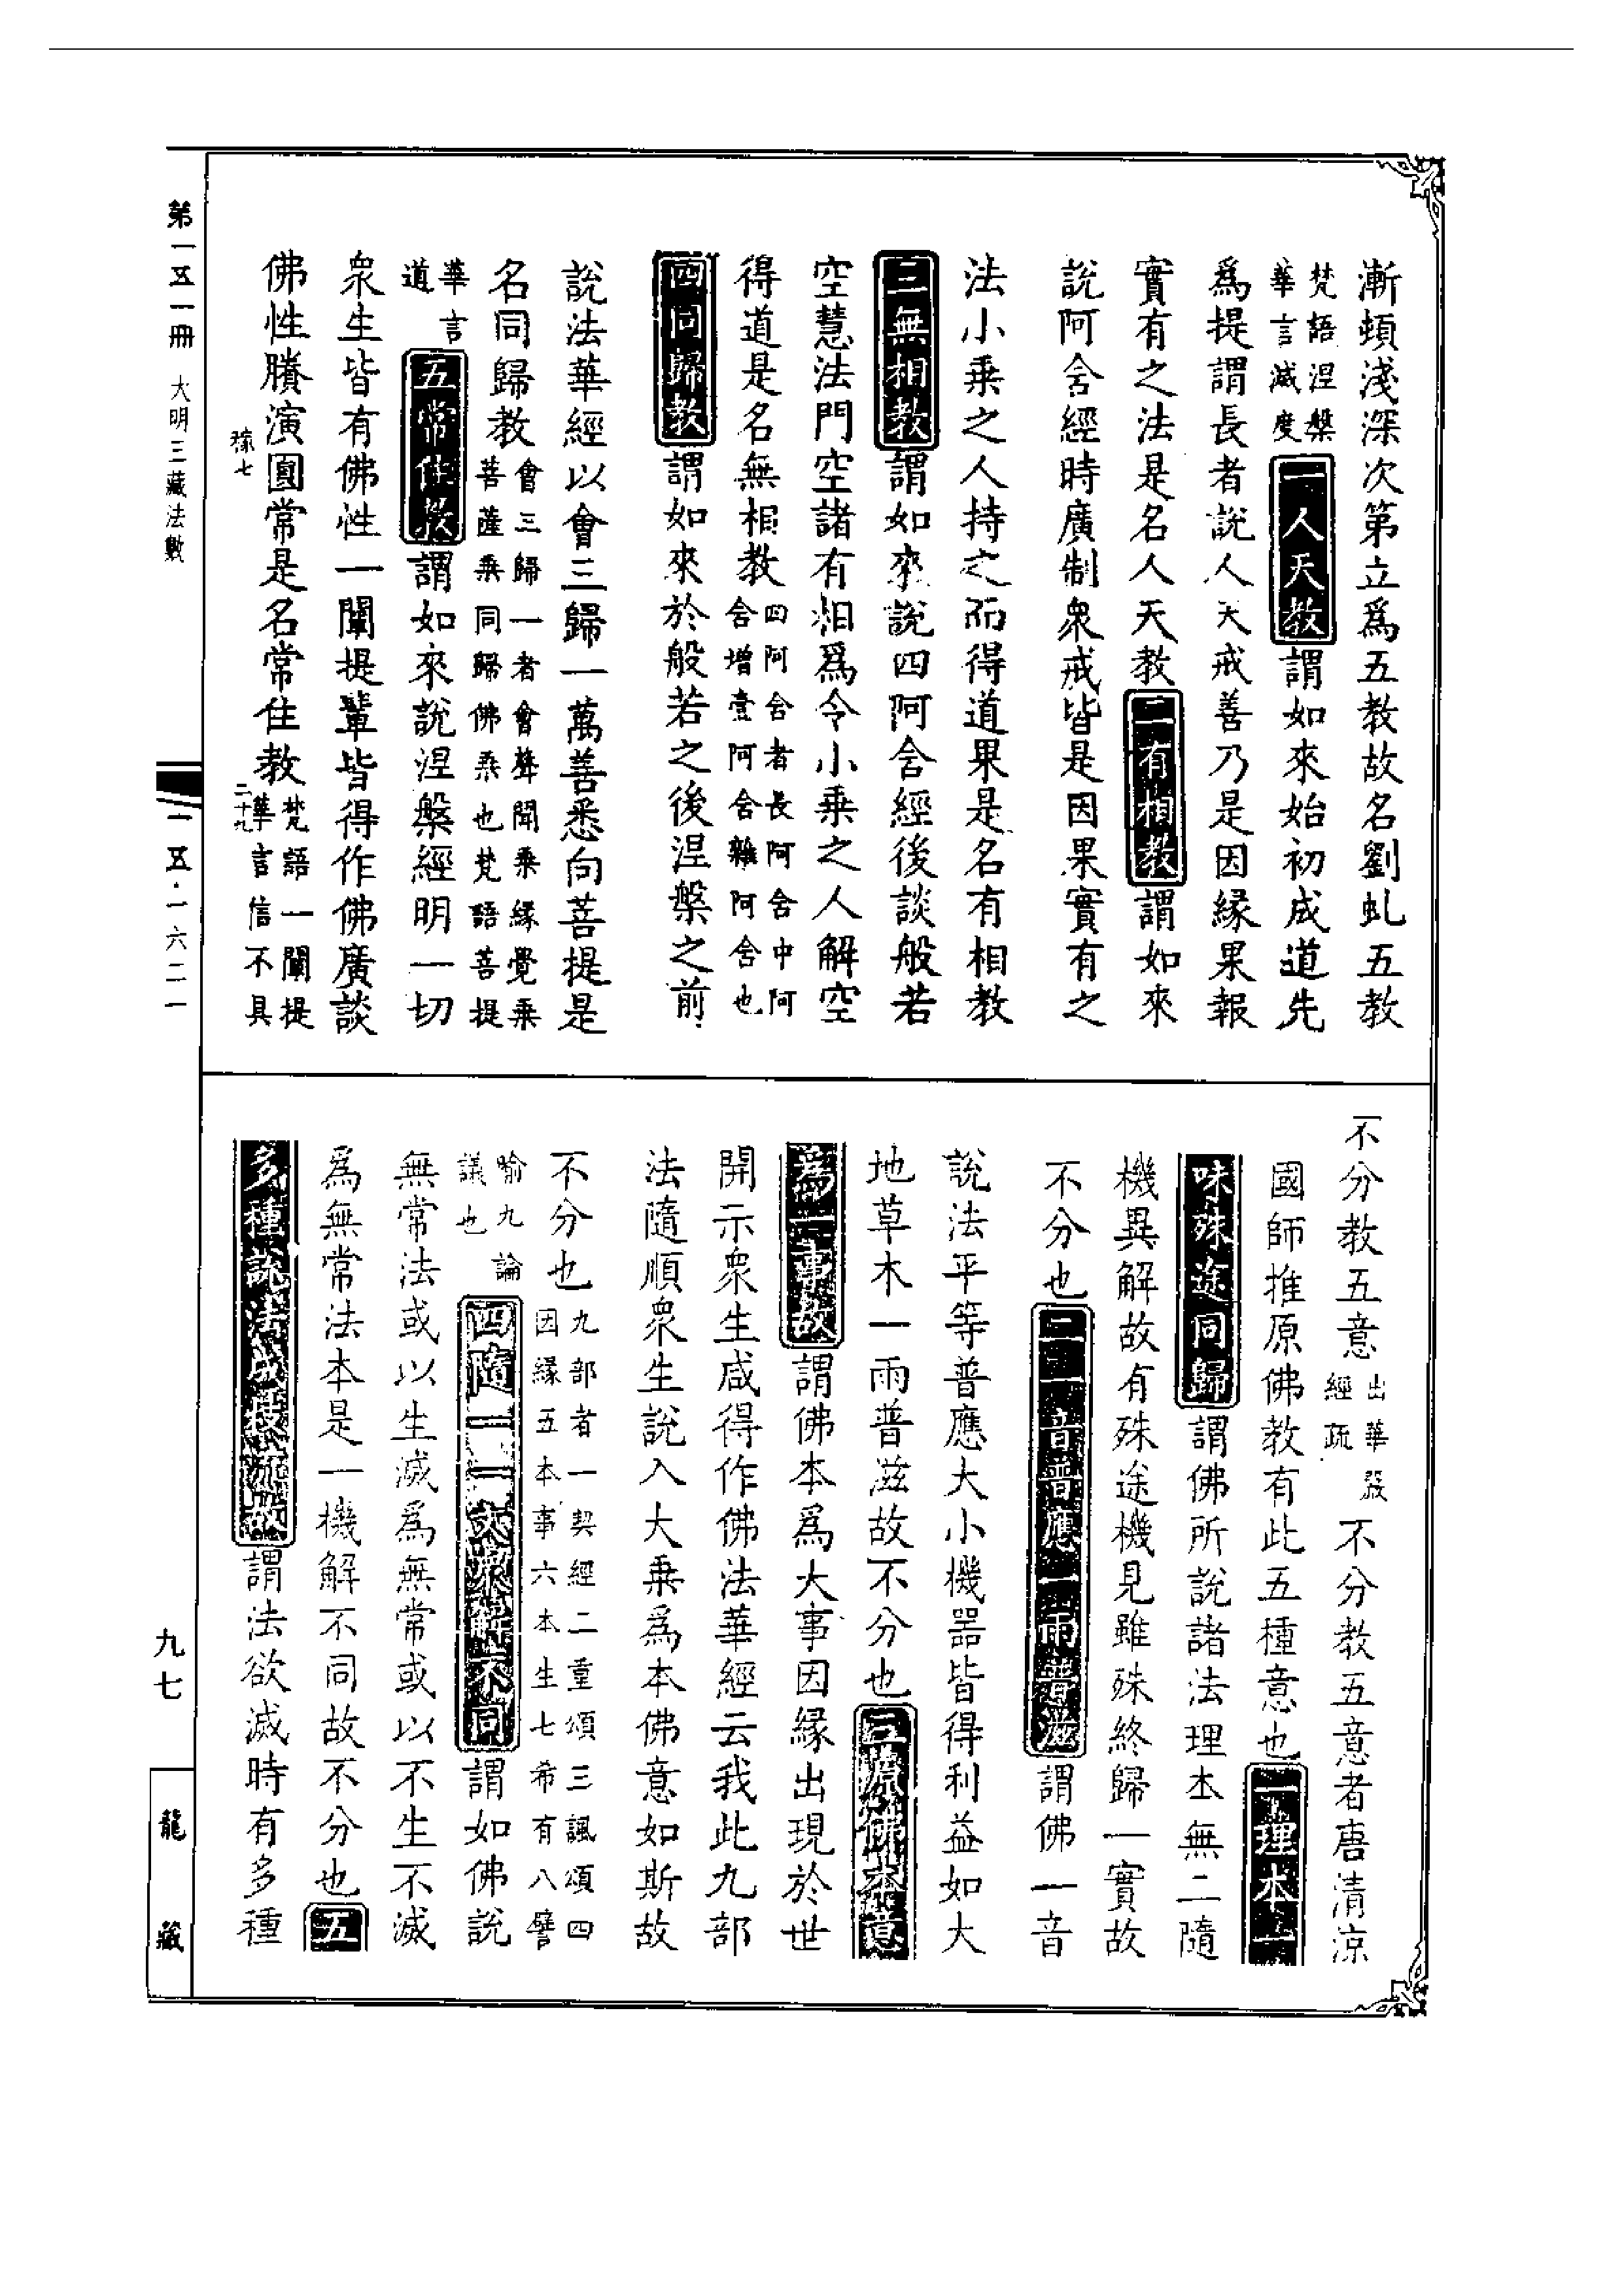 漸頓淺深次第立爲五教故名劉虬五教
梵語涅槃華言滅度一人天教謂如來始初成道先
爲提謂長者說人天戒善乃是因緣果報
實有之法是名人天教二有相教謂如來
說阿含經時廣制衆戒皆是因果實有之
法小乘之人持之而得道果是名有相教
三無相教謂如來說四阿含經後談般若
空慧法門空諸有相爲令小乘之人解空
得道是名無相教四阿含者長阿含中阿含增壹阿含雜阿含也
四同歸教謂如來於般若之後涅槃之前
說法華經以會三歸一萬善悉向菩提是
名同歸教會三歸一者會聲聞乘緣覺乘菩薩乘同歸佛乘也梵語菩提
華言道五常住教謂如來說涅槃經明一切
衆生皆有佛性一闡提輩皆得作佛廣談
佛性賸演圓常是名常住教梵語一闡提華言信不具
稼七
二十九
第一五一冊 大明三藏法數
一五·一六二一
不分教五意出華嚴經疏 不分教五意者唐清涼
國師推原佛教有此五種意也一理本一
味殊途同歸謂佛所說諸法理本無二隨
機異解故有殊途機見雖殊終歸一實故
不分也二一音普應一雨普滋謂佛一音
說法平等普應大小機器皆得利益如大
地草木一雨普滋故不分也三原佛本意
爲一事故謂佛本爲大事因緣出現於世
開示衆生咸得作佛法華經云我此九部
法隨順衆生說入大乘爲本佛意如斯故
不分也九部者一契經二重頌三諷頌四因緣五本事六本生七希有八譬
喻九論議也四隨一一文衆解不同謂如佛說
無常法或以生滅爲無常或以不生不滅
爲無常法本是一機解不同故不分也五
多種說法成枝流故謂法欲滅時有多種
九七
龍藏